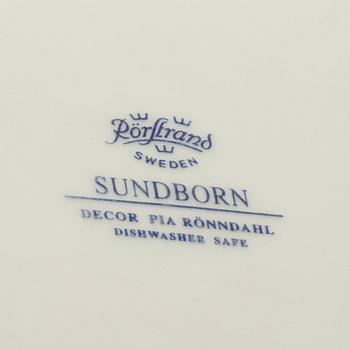 Rörstrand
SWEDEN
SUNDBORN
DECOR PIA RÖNNDAHL
DISHWASHER SAFE